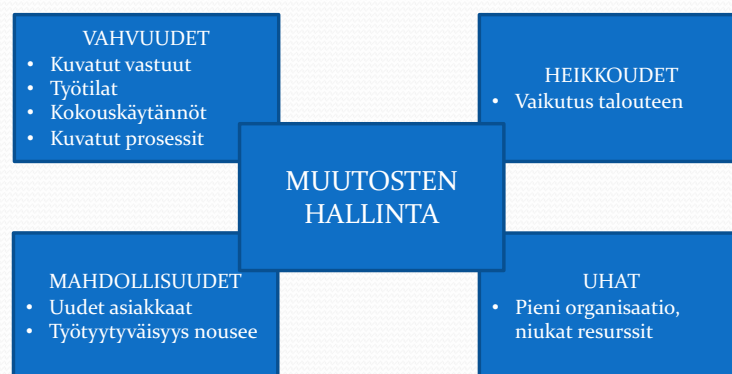 VAHVUUDET
• Kuvatut vastuut
• Työtilat
• Kokouskäytännöt
• Kuvatut prosessit
HEIKKOUDET
• Vaikutus talouteen
MUUTOSTEN
HALLINTA
MAHDOLLISUUDET
• Uudet asiakkaat
• Työtyytyväisyys nousee
UHAT
• Pieni organisaatio,
niukat resurssit